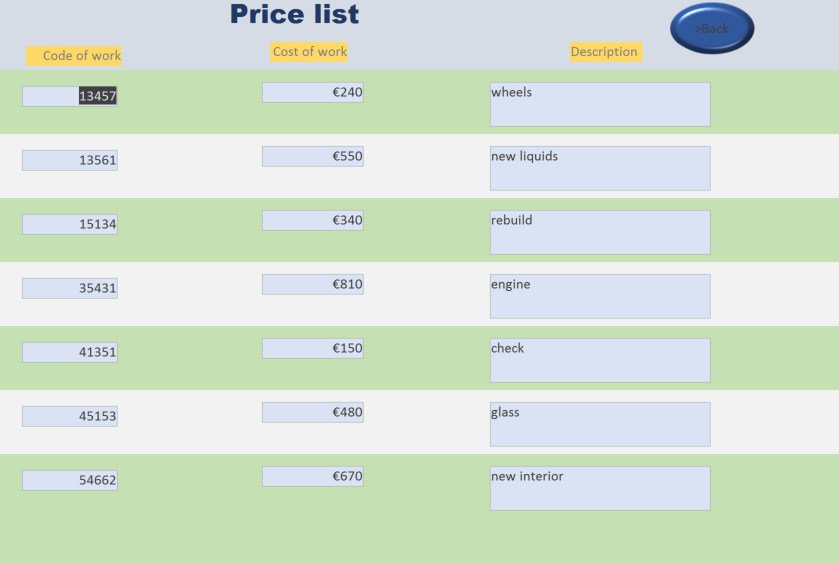 Price list
>Back
Code of work Cost of work Description
13457 €240 wheels
13561 €550 new liquids
15134 €340 rebuild
35431 €810 engine
41351 €150 check
45153 €480 glass
54662 €670 new interior